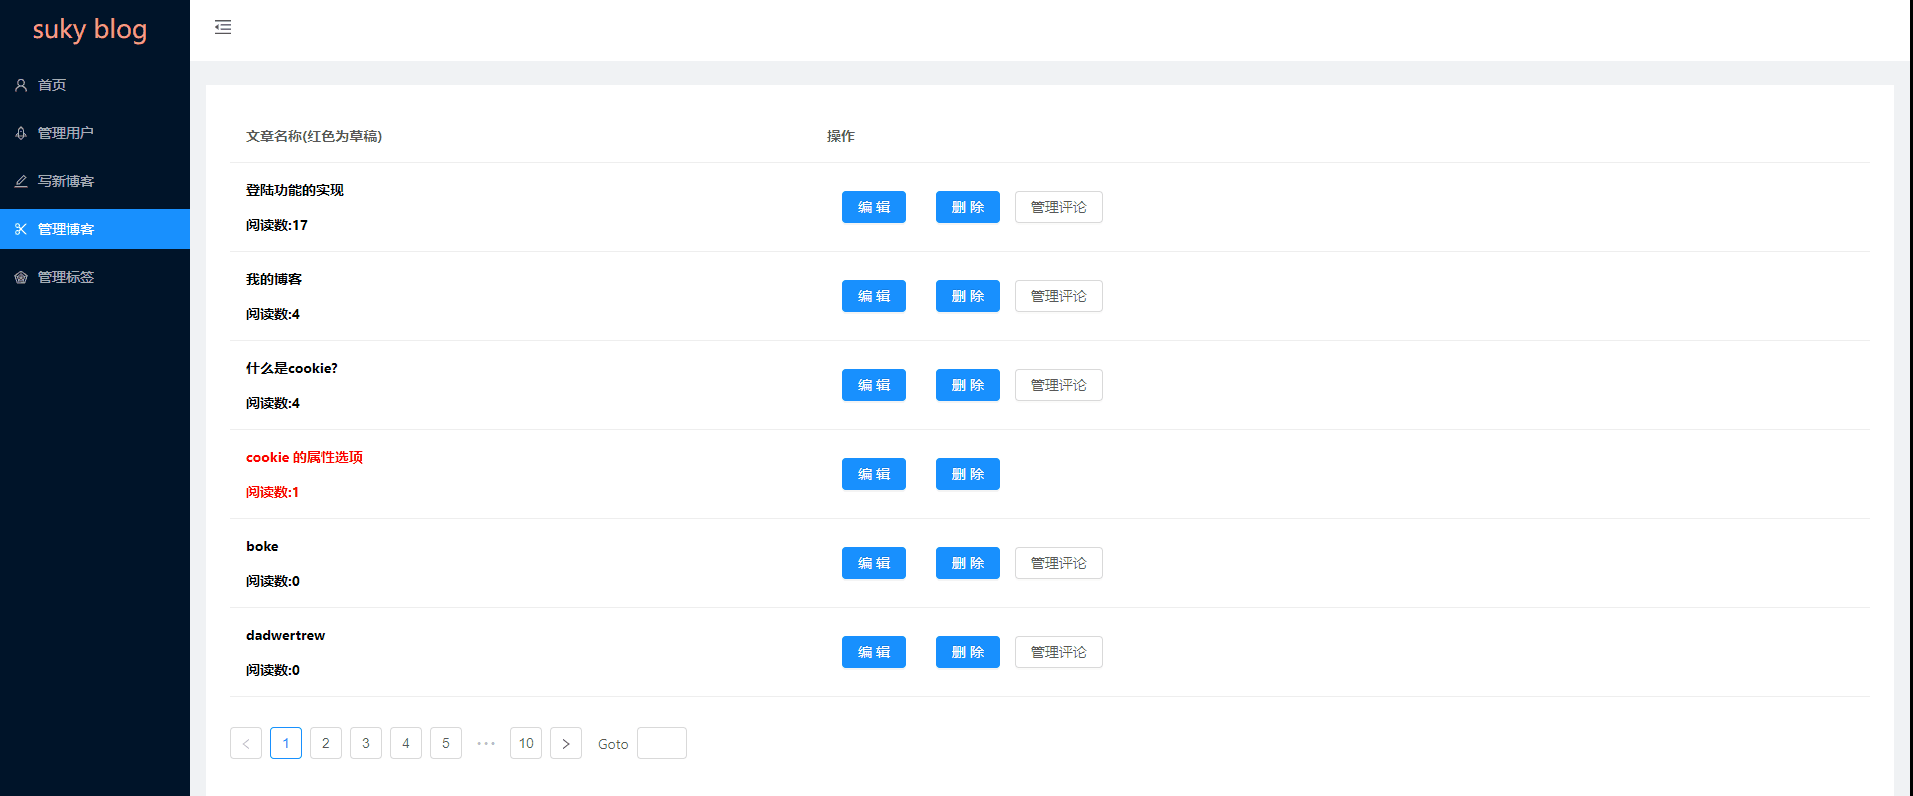 suky blog
首页
管理用户
写新博客
管理博客
管理标签
文章名称(红色为草稿) 操作
登陆功能的实现
阅读数:17
编 辑 删 除 管理评论
我的博客
阅读数:4
编 辑 删 除 管理评论
什么是cookie?
阅读数:4
编 辑 删 除 管理评论
cookie 的属性选项
阅读数:1
编 辑 删 除
boke
阅读数:0
编 辑 删 除 管理评论
dadwertrew
阅读数:0
编 辑 删 除 管理评论
< 1 2 3 4 5 ••• 10 > Goto